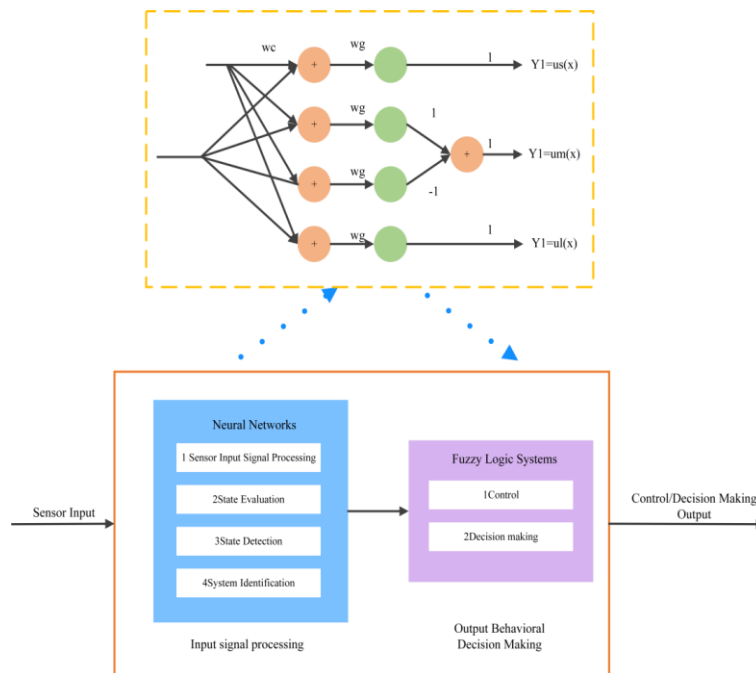 wc
wg
1
Y1=us(x)
+
wg
1
+
+
1
Y1=um(x)
wg
+
-1
wg
1
+
Y1=ul(x)
Neural Networks
1 Sensor Input Signal Processing
2State Evaluation
3State Detection
4System Identification
Input signal processing
Fuzzy Logic Systems
1Control
2Decision making
Output Behavioral
Decision Making
Sensor Input
Control/Decision Making
Output